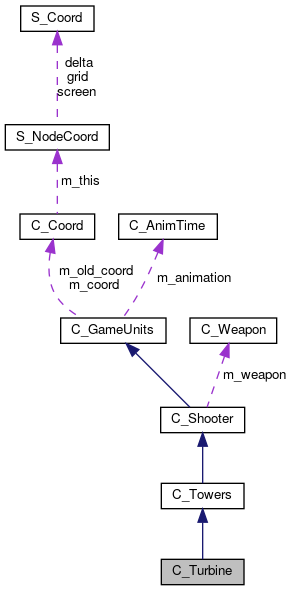 S_Coord
delta
grid
screen
S_NodeCoord
m_this
C_Coord
C_AnimTime
m_old_coord
m_coord
m_animation
C_GameUnits
C_Weapon
m_weapon
C_Shooter
C_Towers
C_Turbine